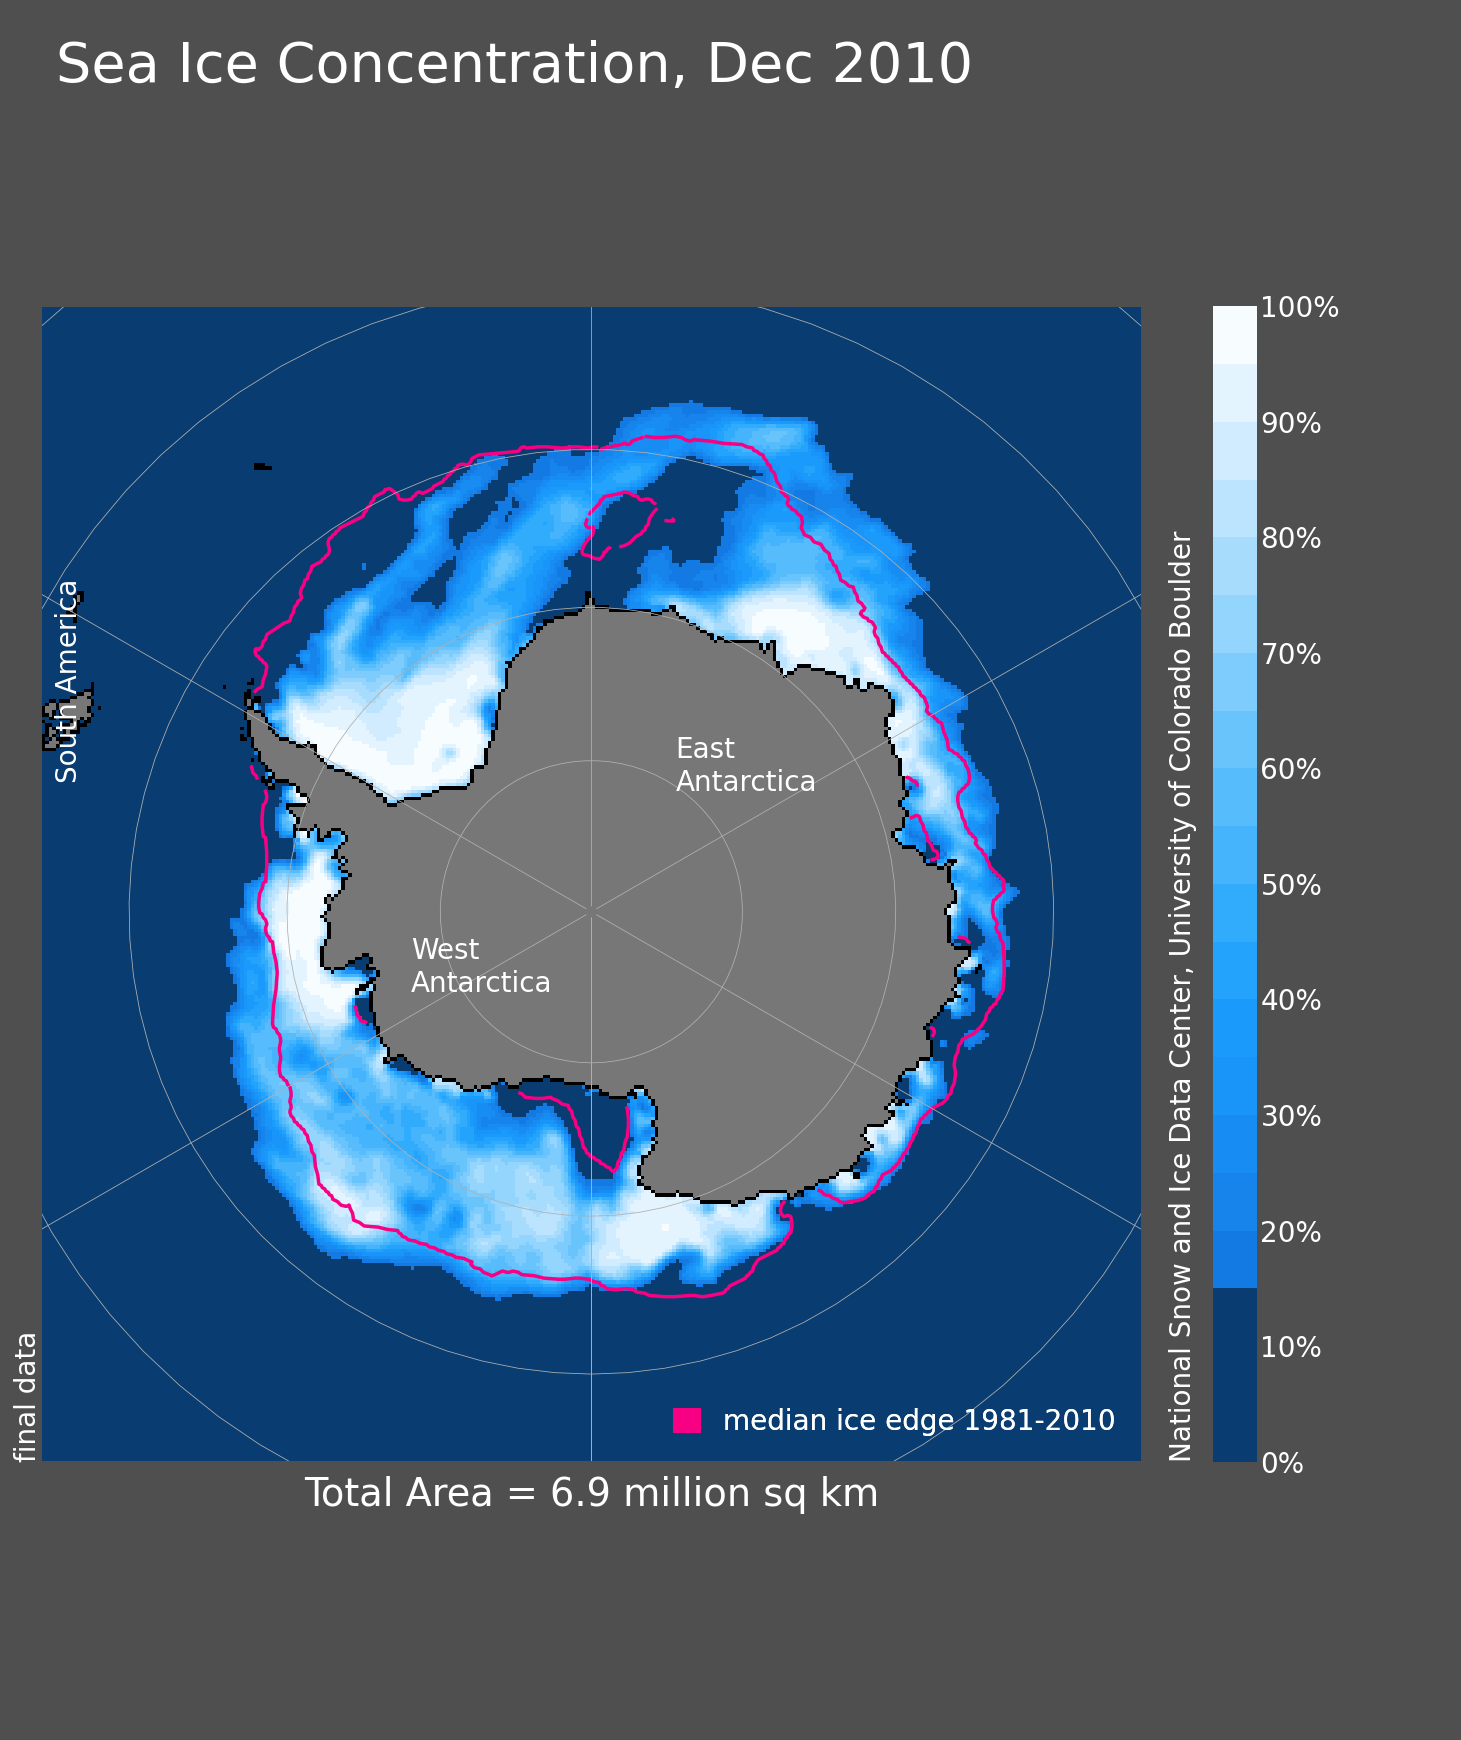 Sea Ice Concentration, Dec 2010
South America
East
Antarctica
West
Antarctica
final data
median ice edge 1981-2010
Total Area = 6.9 million sq km
National Snow and Ice Data Center, University of Colorado Boulder
100%
90%
80%
70%
60%
50%
40%
30%
20%
10%
0%